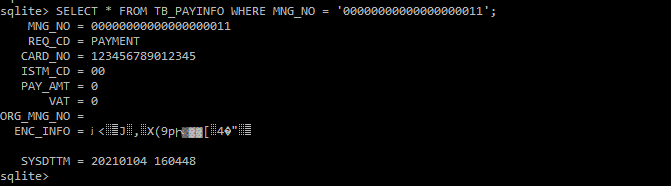 sqlite> SELECT * FROM TB_PAYINFO WHERE MNG_NO = '00000000000000000011';
MNG_NO = 00000000000000000011
REQ_CD = PAYMENT
CARD_NO = 123456789012345
ISTM_CD = 00
PAY_AMT = 0
VAT = 0
ORG_MNG_NO =
ENC_INFO =
SYSDTTM = 20210104 160448
sqlite>